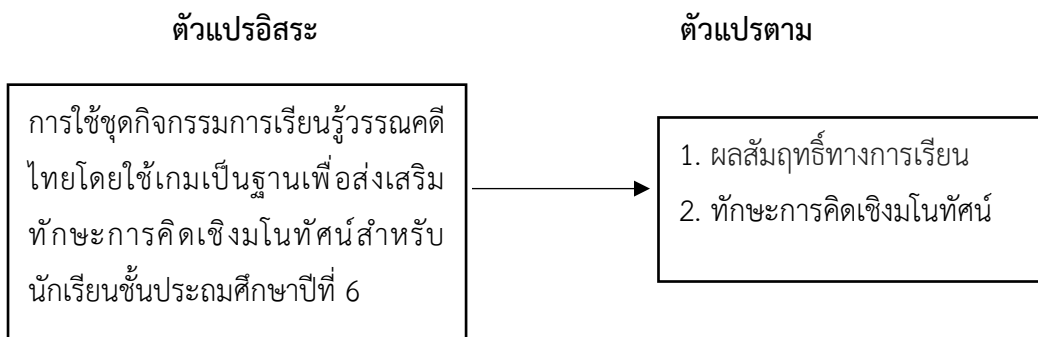 ตัวแปรอิสระ
ตัวแปรตาม
การใช้ชุดกิจกรรมการเรียนรู้วรรณคดี
ไทยโดยใช้เกมเป็นฐานเพื่อส่งเสริม
ทักษะการคิดเชิงมโนทัศน์สำหรับ
นักเรียนชั้นประถมศึกษาปีที่ 6
1. ผลสัมฤทธิ์ทางการเรียน
2. ทักษะการคิดเชิงมโนทัศน์